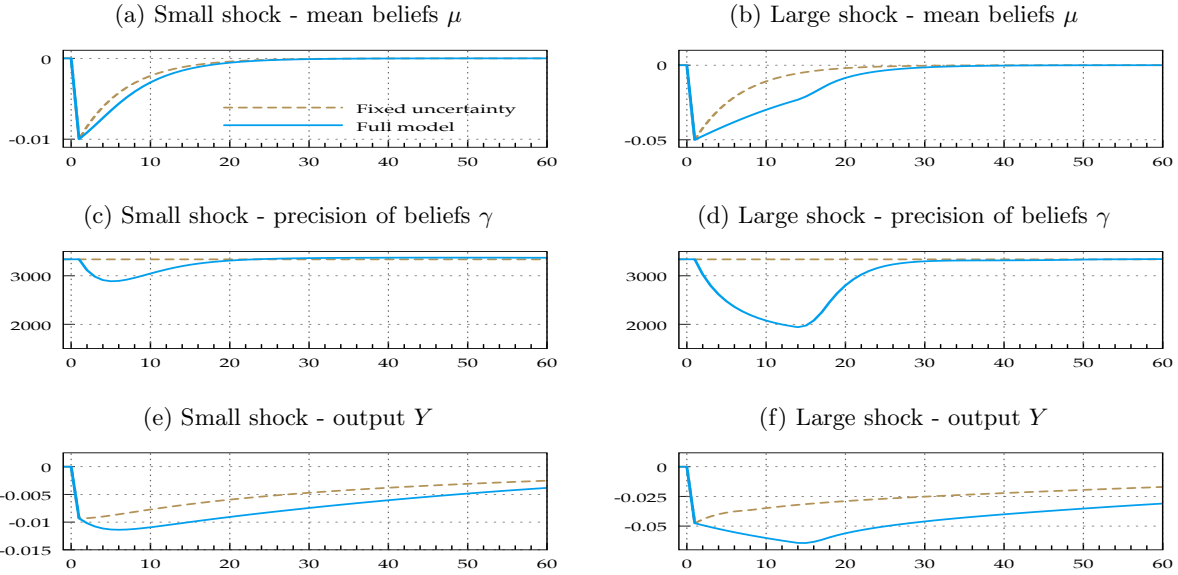 (a) Small shock - mean beliefs μ
(b) Large shock - mean beliefs μ
0
-0.01
Fixed uncertainty
Full model
0 10 20 30 40 50 60
0
-0.05
0 10 20 30 40 50 60
(c) Small shock - precision of beliefs γ
(d) Large shock - precision of beliefs γ
3000
2000
0 10 20 30 40 50 60
3000
2000
0 10 20 30 40 50 60
(e) Small shock - output Y
(f) Large shock - output Y
0
-0.005
-0.01
-0.015
0 10 20 30 40 50 60
0
-0.025
-0.05
0 10 20 30 40 50 60